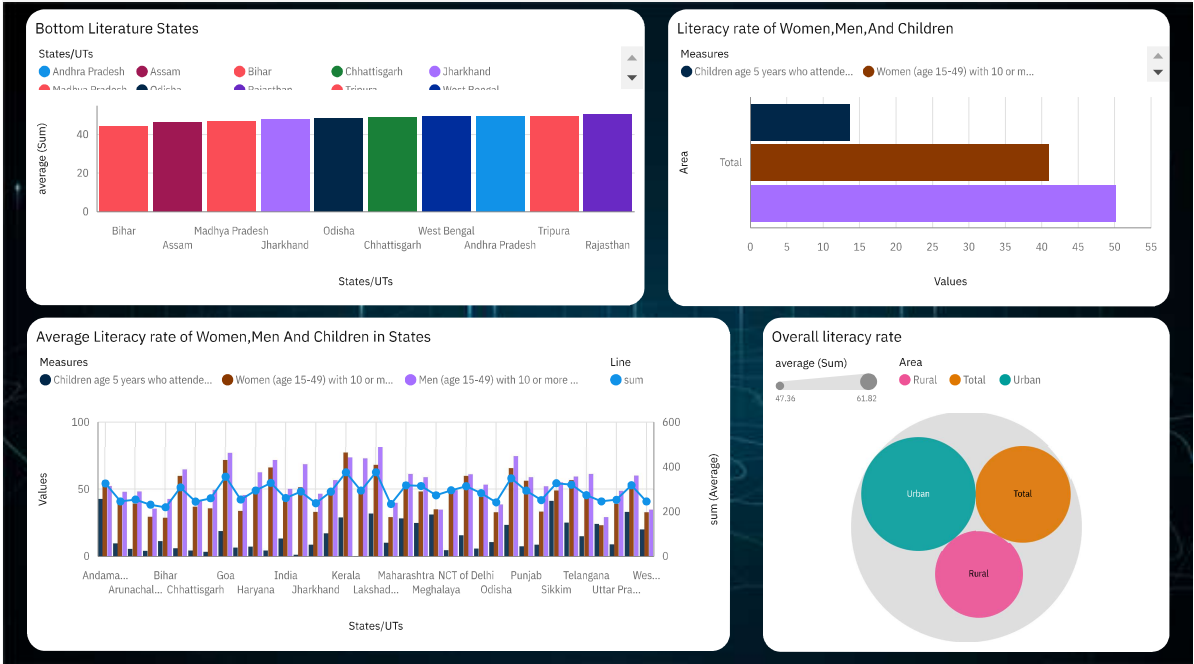 Bottom Literature States
States/UTs
Andhra Pradesh Assam Bihar Chhattisgarh Jharkhand
Madhya Pradesh Odisha Rajasthan Tripura West Bengal
average (Sum)
40
20
0
Bihar Madhya Pradesh Odisha West Bengal Tripura
Assam Jharkhand Chhattisgarh Andhra Pradesh Rajasthan
States/UTs
Literacy rate of Women,Men,And Children
Measures
Children age 5 years who attende... Women (age 15-49) with 10 or m...
Area
Total
0 5 10 15 20 25 30 35 40 45 50 55
Values
Average Literacy rate of Women,Men And Children in States
Measures
Line
Children age 5 years who attende... Women (age 15-49) with 10 or m... Men (age 15-49) with 10 or more ... sum
100
50
0
Values
600
400
200
0
sum (Average)
Andama... Bihar Goa India Kerala Maharashtra NCT of Delhi Punjab Telangana Wes...
Arunachal... Chhattisgarh Haryana Jharkhand Lakshad... Meghalaya Odisha Sikkim Uttar Pra...
States/UTs
Overall literacy rate
average (Sum)
47.36 61.82
Area
Rural Total Urban
Urban
Total
Rural